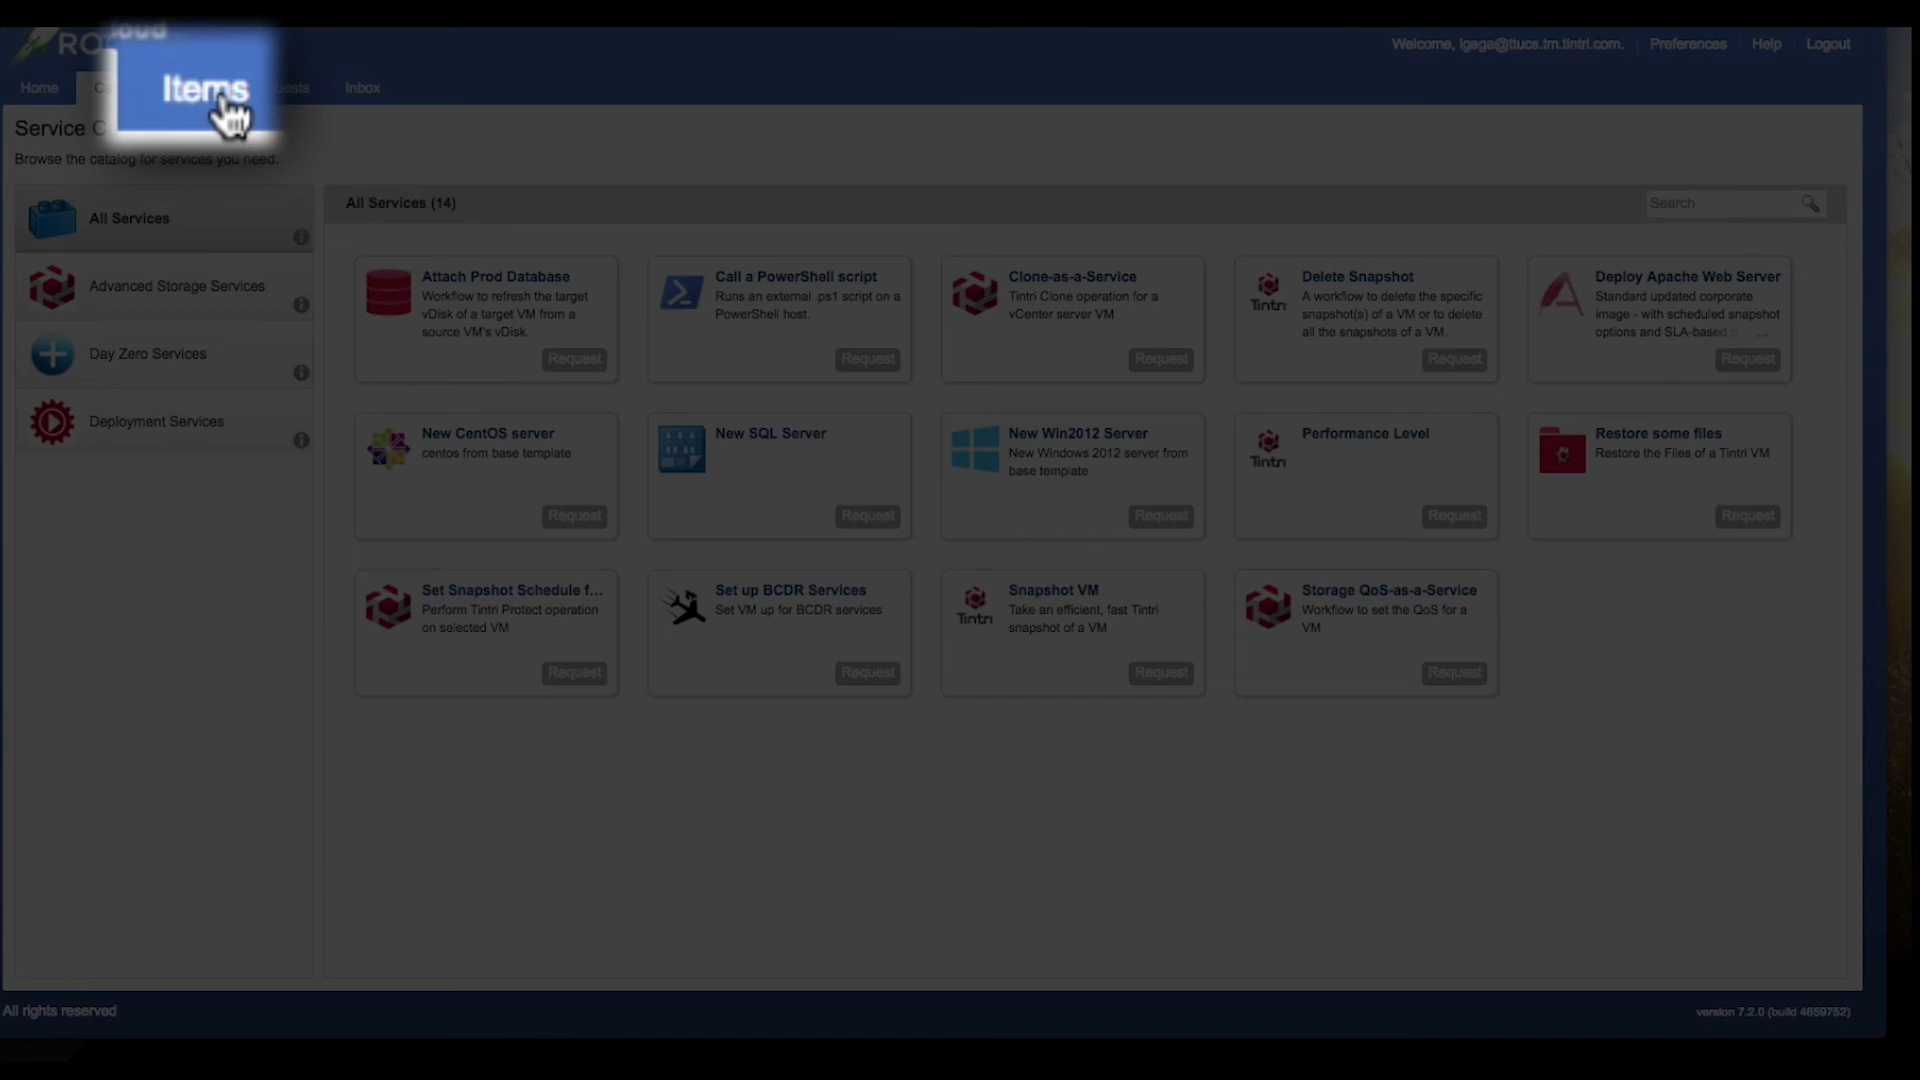 oud
RO
Welcome, lgaga@ttucs.tm.tintri.com.
Preferences
Help
Logout
Home
Items
Inbox
Service
Browse the catalog for services you need.
All Services
Advanced Storage Services
Day Zero Services
Deployment Services
All Services (14)
Search
Attach Prod Database
Workflow to refresh the target
vDisk of a target VM from a
source VM's vDisk.
Request
Call a PowerShell script
Runs an external .ps1 script on a
PowerShell host.
Request
Clone-as-a-Service
Tintri Clone operation for a
vCenter server VM
Request
Tintri
Delete Snapshot
A workflow to delete the specific
snapshot(s) of a VM or to delete
all the snapshots of a VM.
Request
Deploy Apache Web Server
Standard updated corporate
image - with scheduled snapshot
options and SLA-based ...
Request
New CentOS server
centos from base template
Request
New SQL Server
Request
New Win2012 Server
New Windows 2012 server from
base template
Request
Tintri
Performance Level
Request
Restore some files
Restore the Files of a Tintri VM
Request
Set Snapshot Schedule f...
Perform Tintri Protect operation
on selected VM
Request
Set up BCDR Services
Set VM up for BCDR services
Request
Tintri
Snapshot VM
Take an efficient, fast Tintri
snapshot of a VM
Request
Storage QoS-as-a-Service
Workflow to set the QoS for a
VM
Request
All rights reserved
version 7.2.0 (build 4659752)